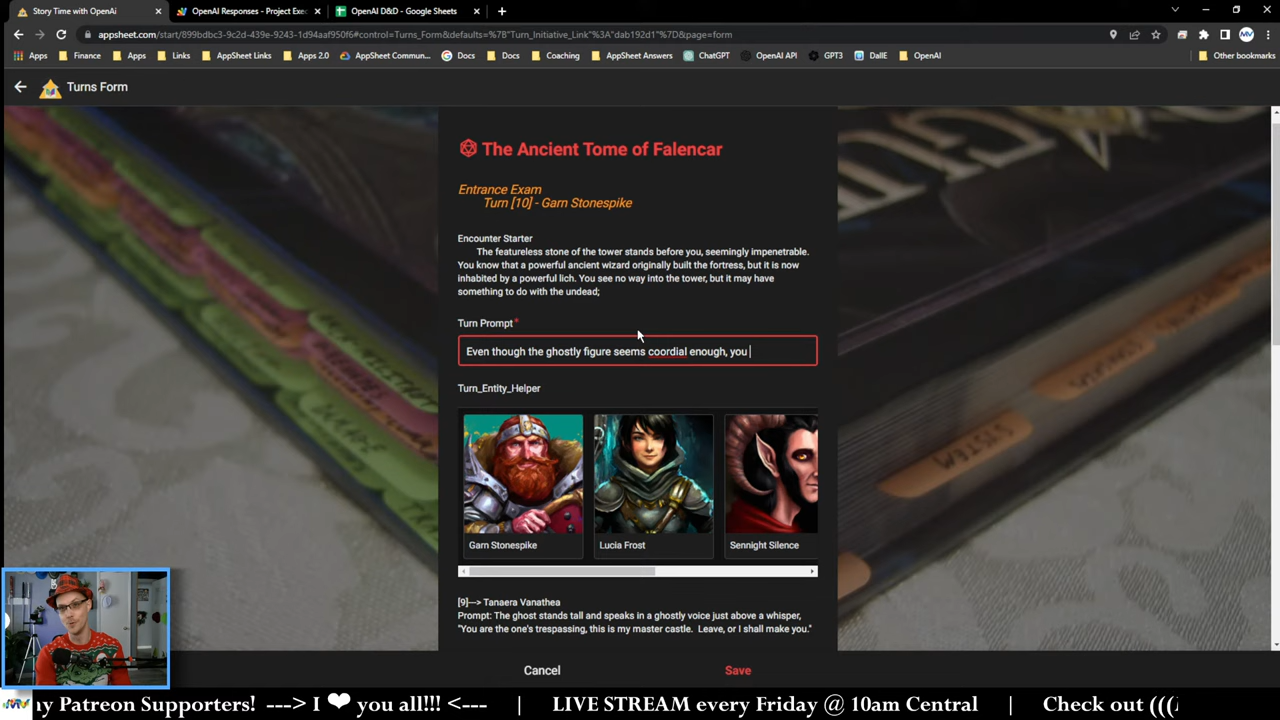 Story Time with OpenAi
OpenAI Responses - Project Exec
OpenAI D&D - Google Sheets
appsheet.com/start/899bdbc3-9c2d-439e-9243-1d94aaf950f6#control=Turns_Form&defaults=%7B"Turn_Initiative_Link"%3A"dab192d1"%7D&page=form
Apps Finance Apps Links AppSheet Links Apps 2.0 AppSheet Commun... Docs Docs Coaching AppSheet Answers ChatGPT OpenAI API GPT3 DallE OpenAI Other bookmarks
Turns Form
The Ancient Tome of Falencar
Entrance Exam
Turn [10] - Garn Stonespike
Encounter Starter
The featureless stone of the tower stands before you, seemingly impenetrable.
You know that a powerful ancient wizard originally built the fortress, but it is now
inhabited by a powerful lich. You see no way into the tower, but it may have
something to do with the undead;
Turn Prompt*
Even though the ghostly figure seems coordial enough, you
Turn_Entity_Helper
Garn Stonespike
Lucia Frost
Sennight Silence
[9]---> Tanaera Vanathea
Prompt: The ghost stands tall and speaks in a ghostly voice just above a whisper,
"You are the one's trespassing, this is my master castle. Leave, or I shall make you."
Cancel
Save
SYSTEM
MV
ny Patreon Supporters! ---> I ❤ you all!!! <--- | LIVE STREAM every Friday @ 10am Central | Check out (((